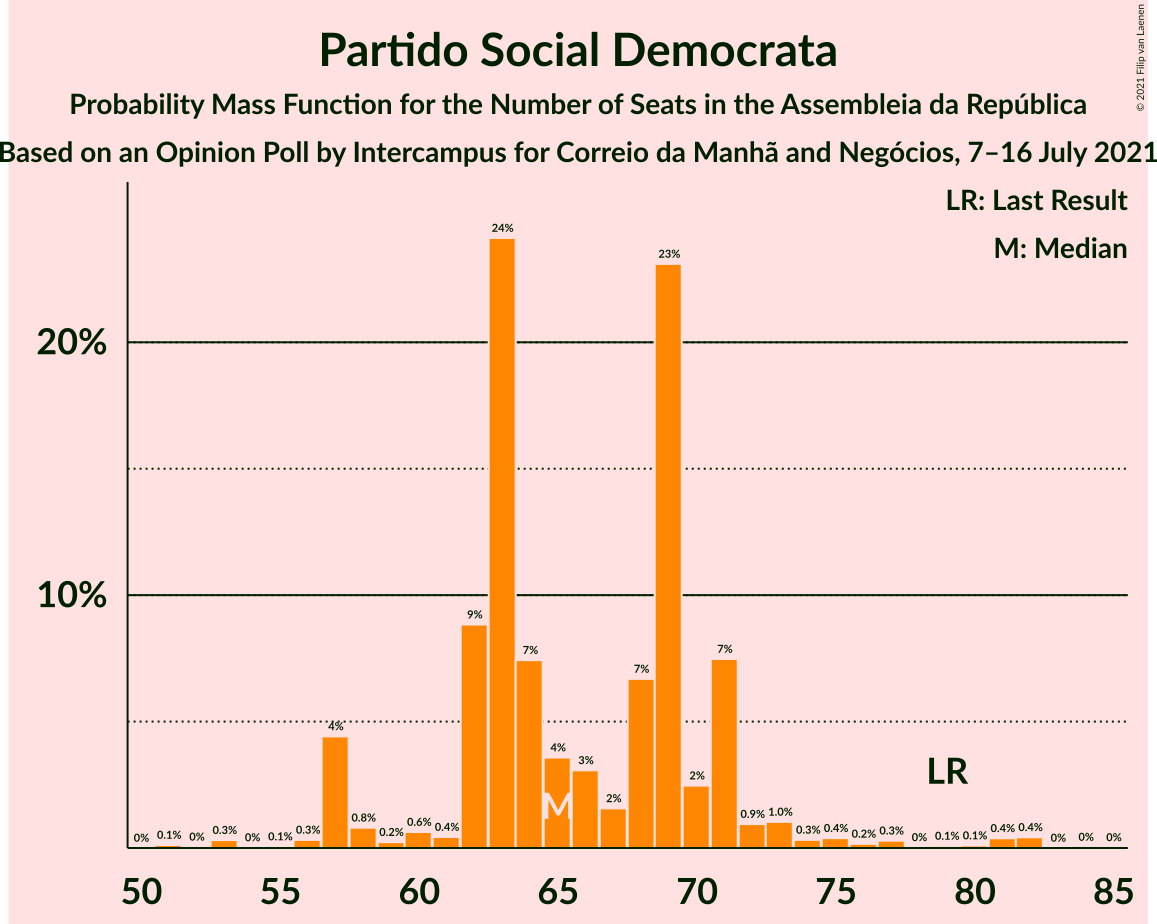 Partido Social Democrata
Probability Mass Function for the Number of Seats in the Assembleia da República
Based on an Opinion Poll by Intercampus for Correio da Manhã and Negócios, 7–16 July 2021
© 2021 Filip van Laenen
LR: Last Result
M: Median
20%
10%
0% 0.1% 0% 0.3% 0% 0.1% 0.3% 4% 0.8% 0.2% 0.6% 0.4% 9% 24% 7% 4% 3% 2% 7% 23% 2% 7% 0.9% 1.0% 0.3% 0.4% 0.2% 0.3% 0% 0.1% 0.1% 0.4% 0.4% 0% 0% 0%
M
LR
50 55 60 65 70 75 80 85